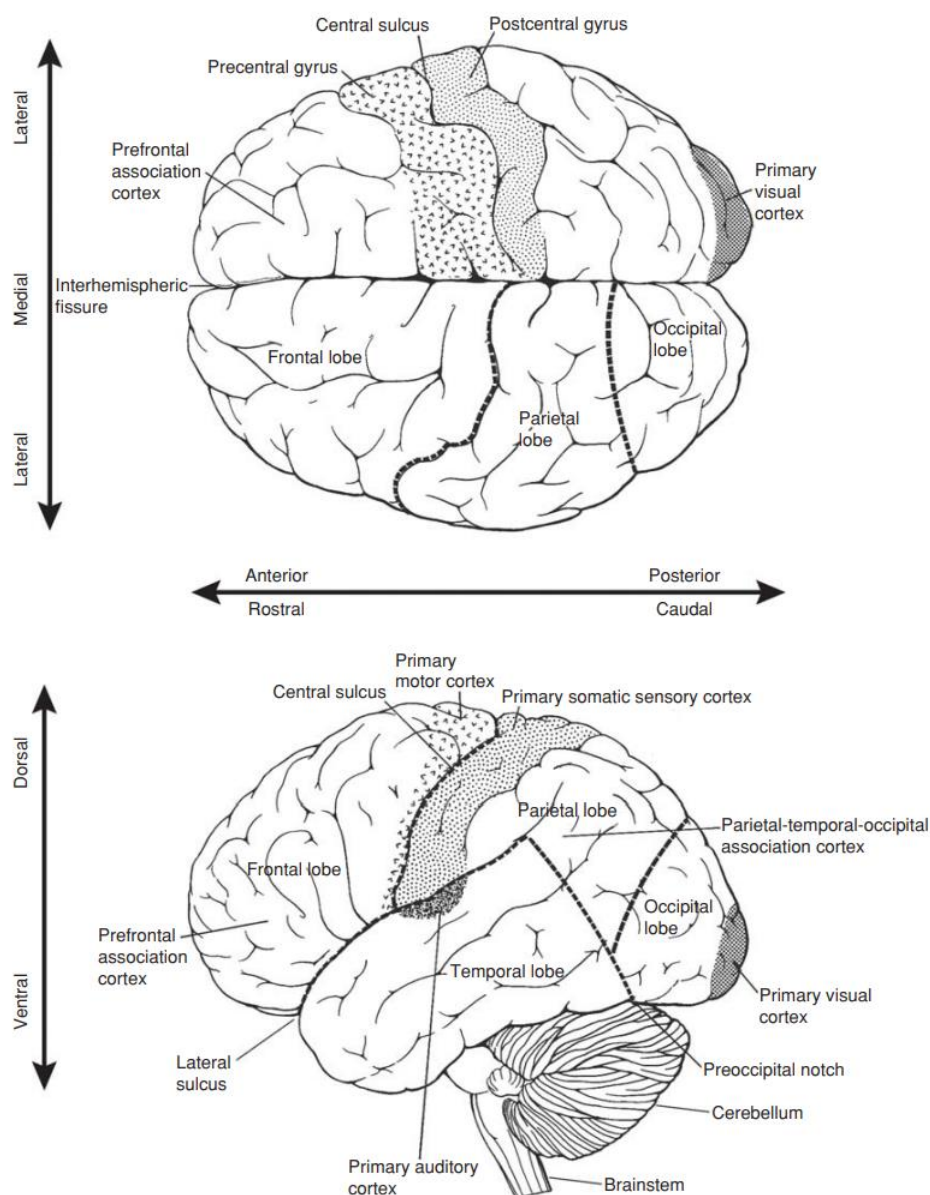 Postcentral gyrus
Central sulcus
Precentral gyrus
Lateral
Prefrontal
association
cortex
Primary
visual
cortex
Medial
Interhemispheric
fissure
Frontal lobe
Occipital
lobe
Parietal
lobe
Lateral
Anterior
Posterior
Rostral
Caudal
Primary
motor cortex
Central sulcus
Primary somatic sensory cortex
Dorsal
Parietal lobe
Parietal-temporal-occipital
association cortex
Frontal lobe
Occipital
lobe
Prefrontal
association
cortex
Temporal lobe
Ventral
Primary visual
cortex
Lateral
sulcus
Preoccipital notch
Cerebellum
Primary auditory
cortex
Brainstem